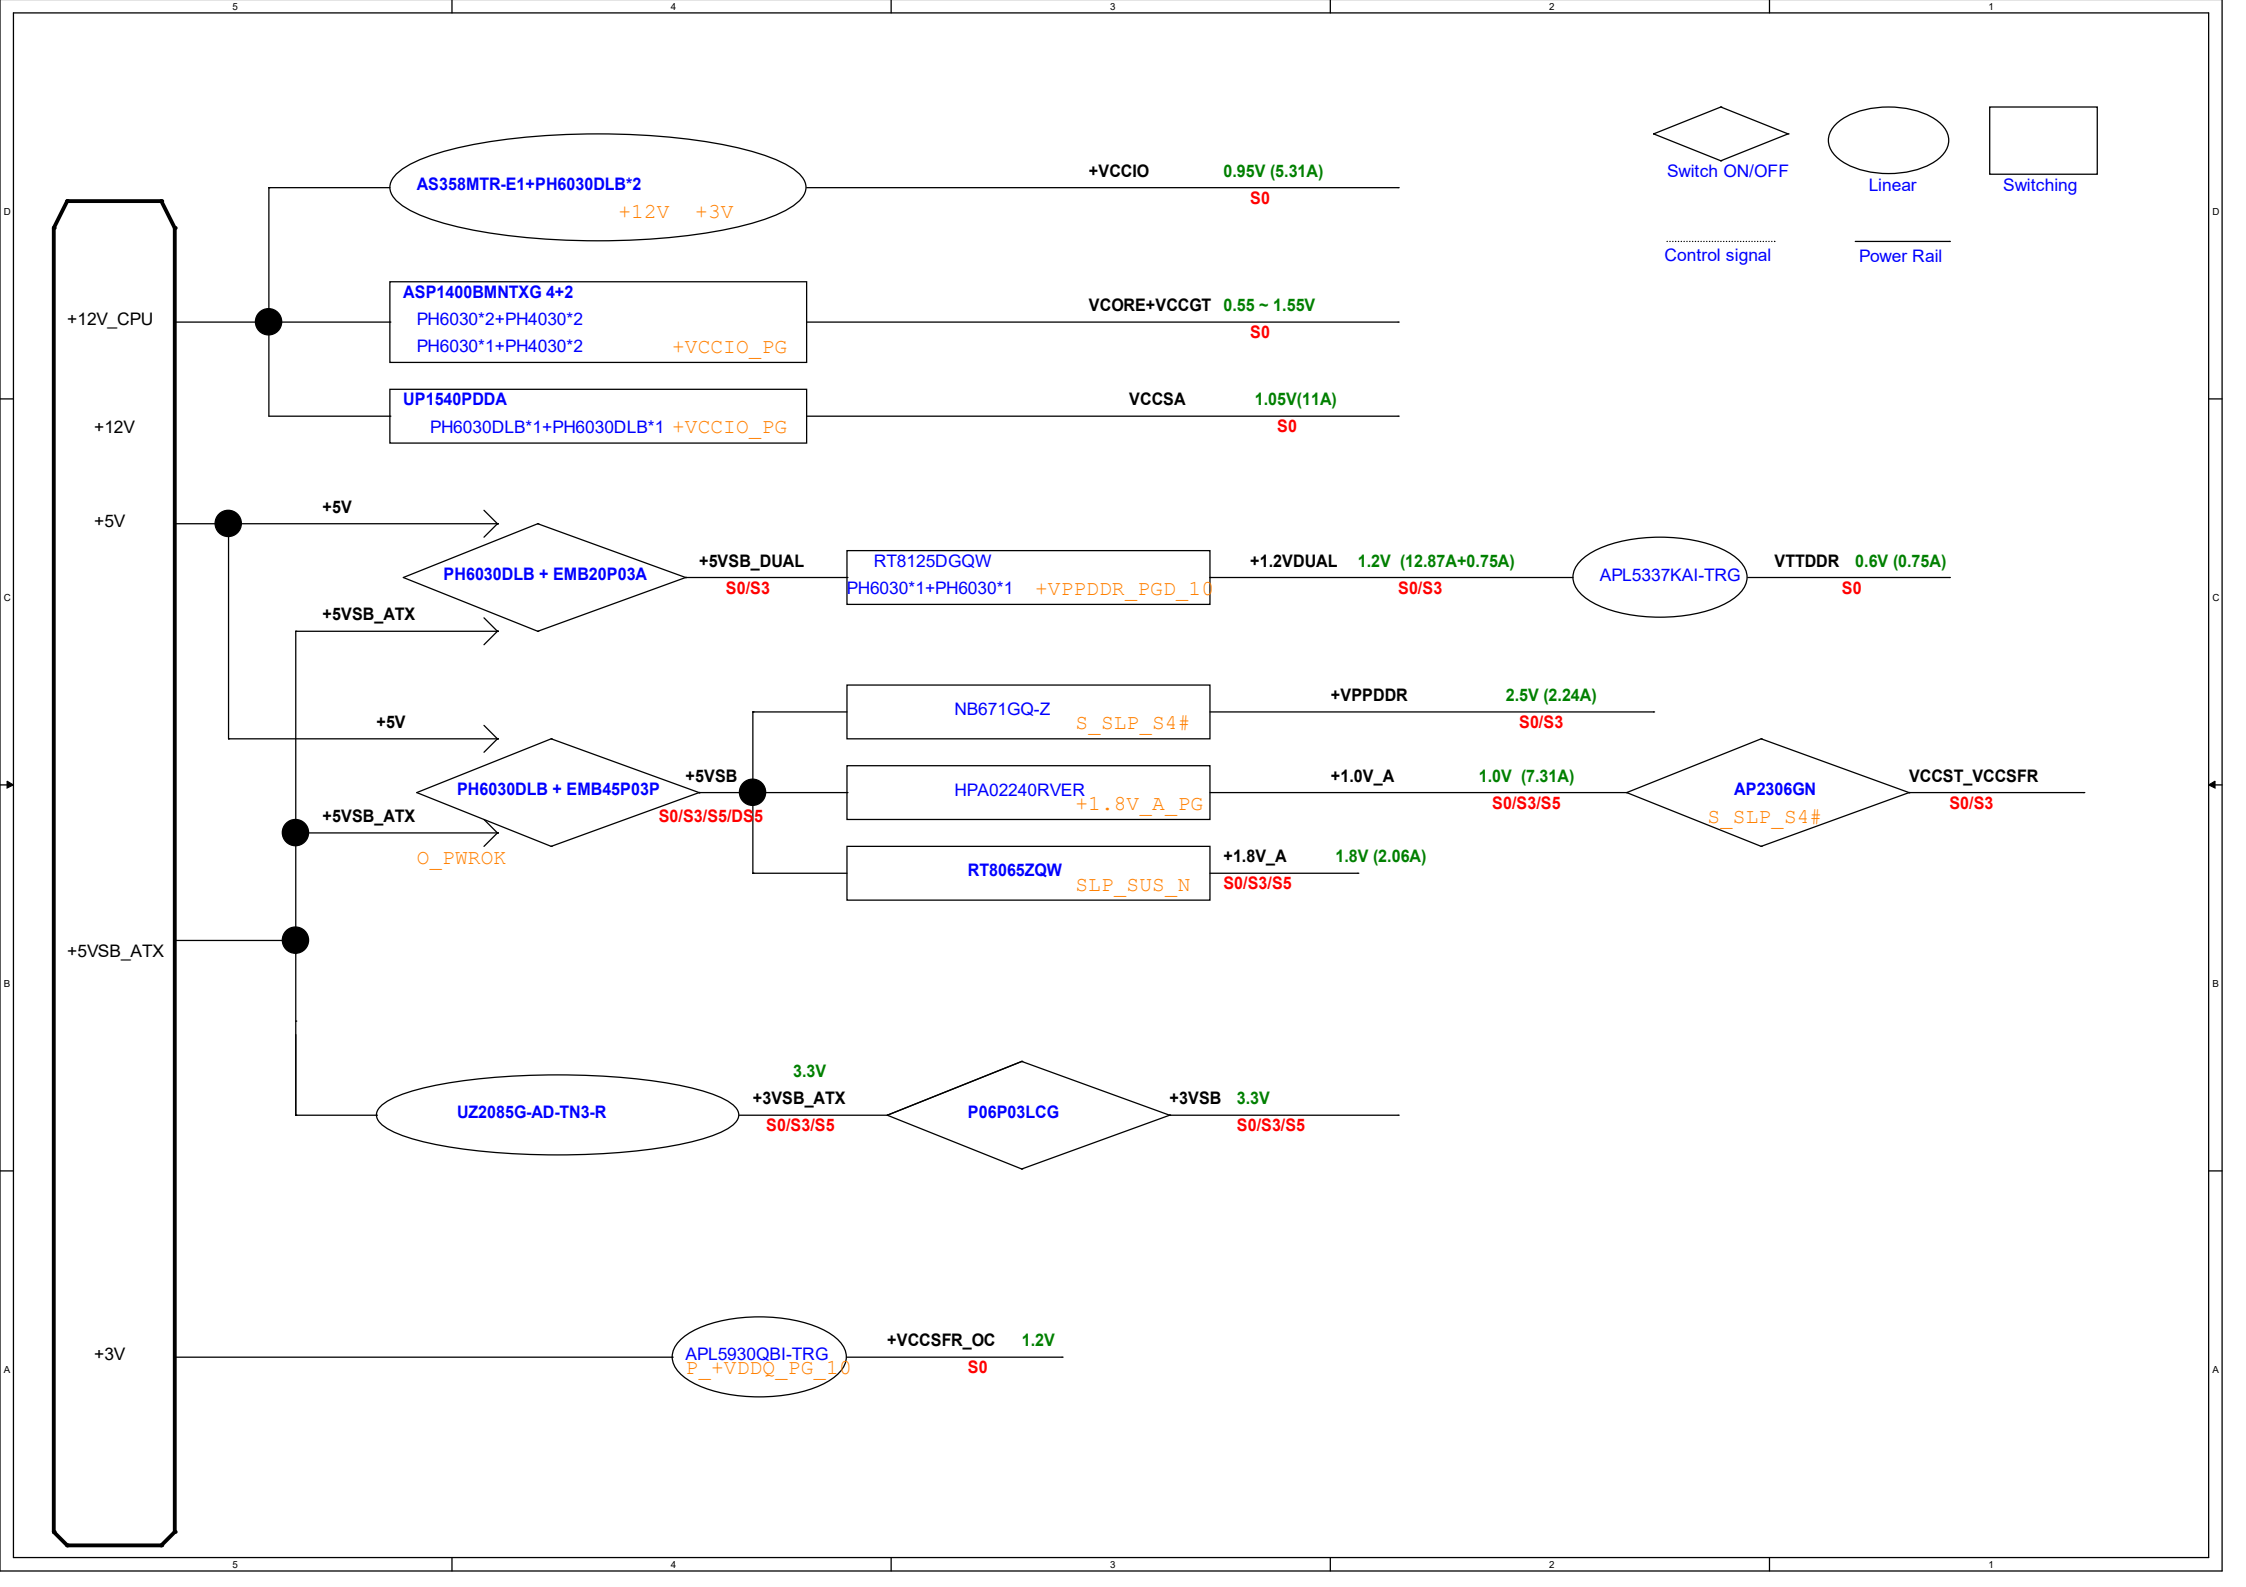 5 4 3 2 1
D
D
C
C
B
B
A
A
+12V_CPU
+12V
+5V
+5VSB_ATX
+3V
AS358MTR-E1+PH6030DLB*2
+12V +3V
+VCCIO 0.95V (5.31A)
S0
Switch ON/OFF
Linear
Switching
Control signal
Power Rail
ASP1400BMNTXG 4+2
PH6030*2+PH4030*2
PH6030*1+PH4030*2 +VCCIO_PG
VCORE+VCCGT 0.55 ~ 1.55V
S0
UP1540PDDA
PH6030DLB*1+PH6030DLB*1 +VCCIO_PG
VCCSA 1.05V(11A)
S0
+5V
PH6030DLB + EMB20P03A
+5VSB_ATX
+5VSB_DUAL
S0/S3
RT8125DGQW
PH6030*1+PH6030*1 +VPPDDR_PGD_10
+1.2VDUAL 1.2V (12.87A+0.75A)
S0/S3
APL5337KAI-TRG
VTTDDR 0.6V (0.75A)
S0
+5V
PH6030DLB + EMB45P03P
+5VSB_ATX
O_PWROK
+5VSB
S0/S3/S5/DS5
NB671GQ-Z
S_SLP_S4#
+VPPDDR 2.5V (2.24A)
S0/S3
HPA02240RVER
+1.8V_A_PG
+1.0V_A 1.0V (7.31A)
S0/S3/S5
AP2306GN
S_SLP_S4#
VCCST_VCCSFR
S0/S3
RT8065ZQW
SLP_SUS_N
+1.8V_A 1.8V (2.06A)
S0/S3/S5
UZ2085G-AD-TN3-R
3.3V
+3VSB_ATX
S0/S3/S5
P06P03LCG
+3VSB 3.3V
S0/S3/S5
APL5930QBI-TRG
P_+VDDQ_PG_10
+VCCSFR_OC 1.2V
S0
5 4 3 2 1